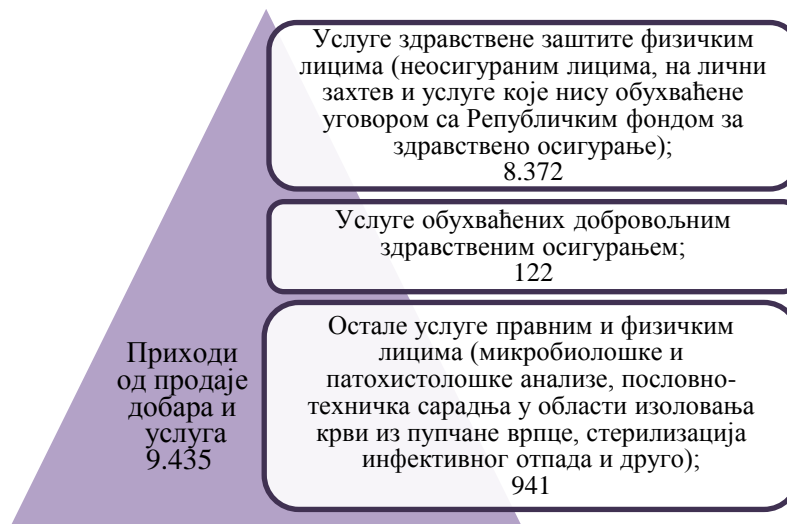 Услуге здравствене заштите физичким
лицима (неосигураним лицима, на лични
захтев и услуге које нису обухваћене
уговором са Републичким фондом за
здравствено осигурање);
8.372
Услуге обухваћених добровољним
здравственим осигурањем;
122
Остале услуге правним и физичким
лицима (микробиолошке и
патохистолошке анализе, пословно-
техничка сарадња у области изоловања
крви из пупчане врпце, стерилизација
инфективног отпада и друго);
941
Приходи
од продаје
добара и
услуга
9.435